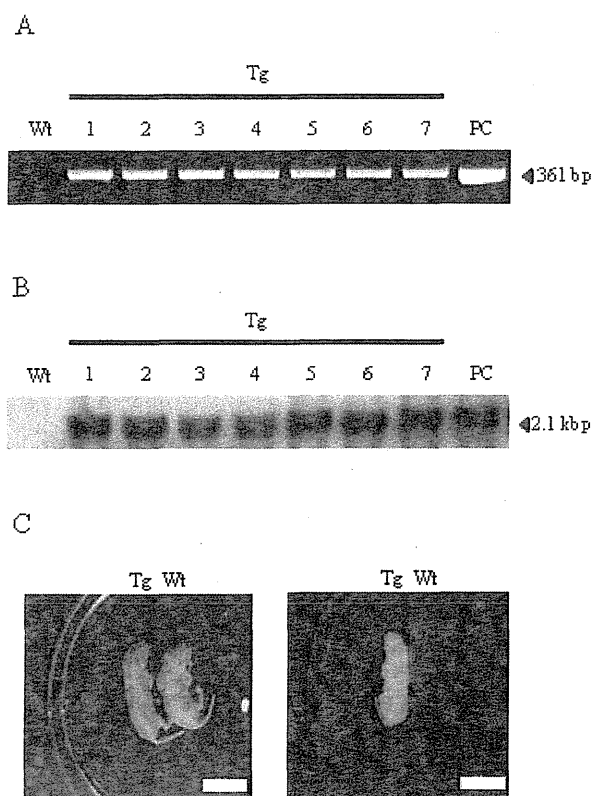 A
Tg
Wt 1 2 3 4 5 6 7 PC
361 bp
B
Tg
Wt 1 2 3 4 5 6 7 PC
2.1 kbp
C
Tg Wt Tg Wt